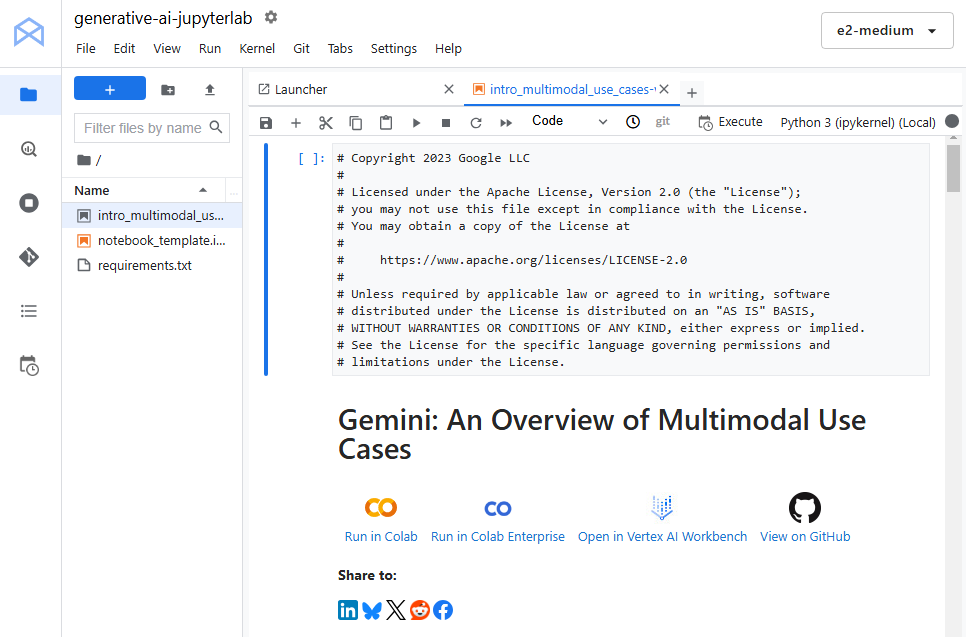 generative-ai-jupyterlab
e2-medium
File Edit View Run Kernel Git Tabs Settings Help
Launcher
intro_multimodal_use_cases-
Filter files by name
Code
git
Execute
Python 3 (ipykernel) (Local)
/
Name
...
intro_multimodal_us...
notebook_template.i...
requirements.txt
[ ]:
# Copyright 2023 Google LLC
#
# Licensed under the Apache License, Version 2.0 (the "License");
# you may not use this file except in compliance with the License.
# You may obtain a copy of the License at
#
#     https://www.apache.org/licenses/LICENSE-2.0
#
# Unless required by applicable law or agreed to in writing, software
# distributed under the License is distributed on an "AS IS" BASIS,
# WITHOUT WARRANTIES OR CONDITIONS OF ANY KIND, either express or implied.
# See the License for the specific language governing permissions and
# limitations under the License.
Gemini: An Overview of Multimodal Use
Cases
Run in Colab
Run in Colab Enterprise
Open in Vertex AI Workbench
View on GitHub
Share to: